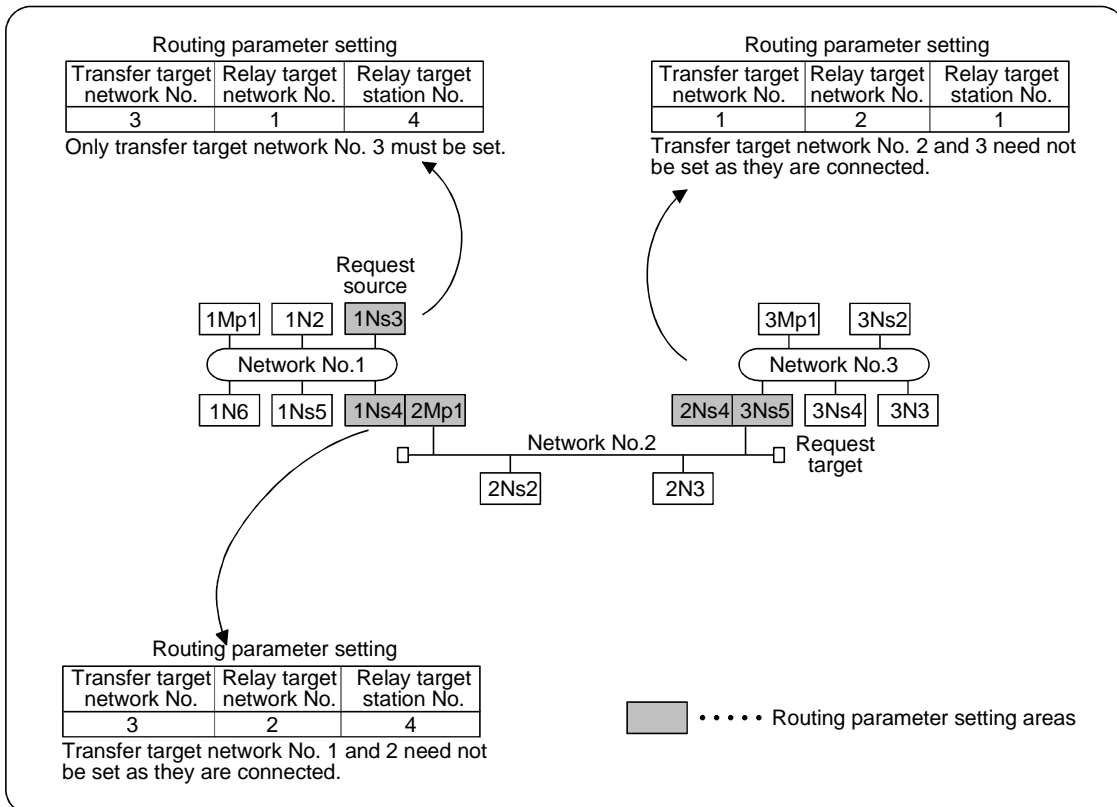 Routing parameter setting
Transfer target network No.
Relay target network No.
Relay target station No.
3 1 4
Only transfer target network No. 3 must be set.
Routing parameter setting
Transfer target network No.
Relay target network No.
Relay target station No.
1 2 1
Transfer target network No. 2 and 3 need not
be set as they are connected.
Request
source
1Mp1 1N2 1Ns3
Network No.1
1N6 1Ns5 1Ns4 2Mp1
3Mp1 3Ns2
Network No.3
2Ns4 3Ns5 3Ns4 3N3
Network No.2
Request
target
2Ns2 2N3
Routing parameter setting
Transfer target network No.
Relay target network No.
Relay target station No.
3 2 4
Transfer target network No. 1 and 2 need not
be set as they are connected.
• • • • • Routing parameter setting areas